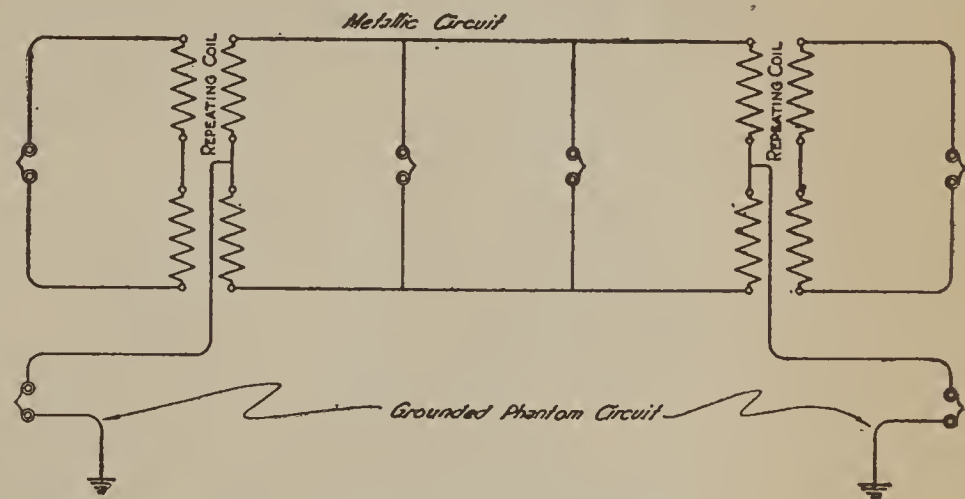 Metallic Circuit
REPEATING COIL
REPEATING COIL
Grounded Phantom Circuit